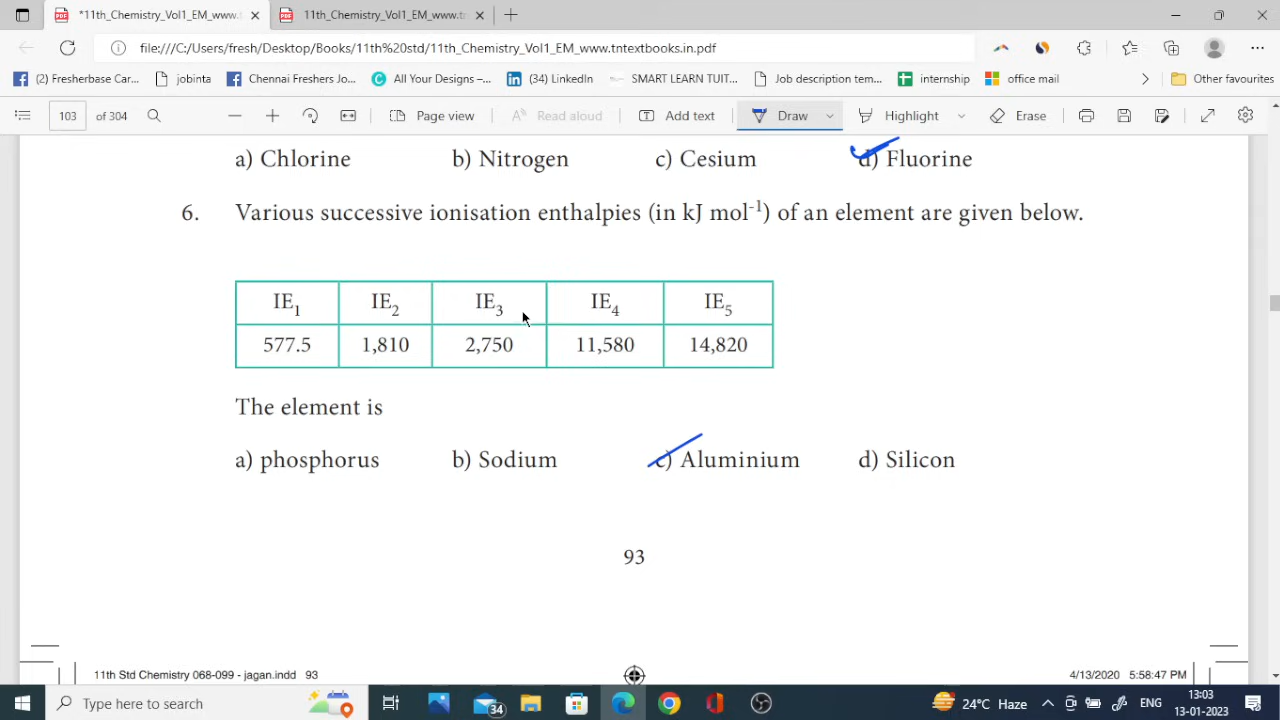 *11th_Chemistry_Vol1_EM_www.t
11th_Chemistry_Vol1_EM_www.tn
file:///C:/Users/fresh/Desktop/Books/11th%20std/11th_Chemistry_Vol1_EM_www.tntextbooks.in.pdf
(2) Fresherbase Car... jobinta Chennai Freshers Jo... All Your Designs –... (34) LinkedIn SMART LEARN TUIT... Job description tem... internship office mail Other favourites
103 of 304 Page view Read aloud Add text Draw Highlight Erase
a) Chlorine b) Nitrogen c) Cesium d) Fluorine
6. Various successive ionisation enthalpies (in kJ mol-1) of an element are given below.
IE1 IE2 IE3 IE4 IE5
577.5 1,810 2,750 11,580 14,820
The element is
a) phosphorus b) Sodium c) Aluminium d) Silicon
93
11th Std Chemistry 068-099 - jagan.indd 93 4/13/2020 5:58:47 PM
Type here to search 34 24°C Haze ENG 13:03
13-01-2023